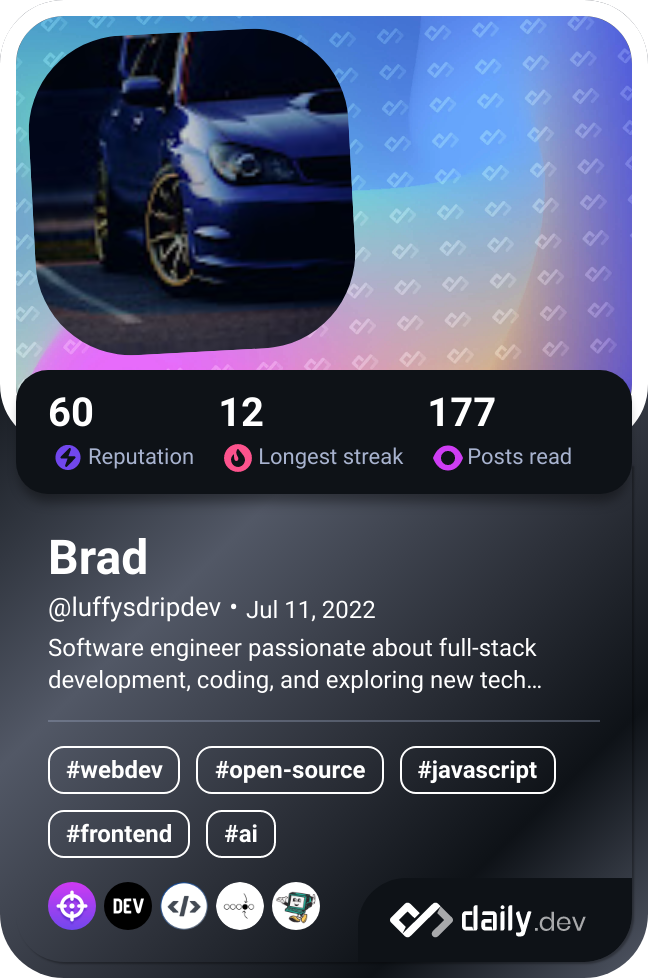 60 12 177
Reputation Longest streak Posts read
Brad
@luffysdripdev • Jul 11, 2022
Software engineer passionate about full-stack
development, coding, and exploring new tech…
#webdev #open-source #javascript
#frontend #ai
DEV </> daily.dev